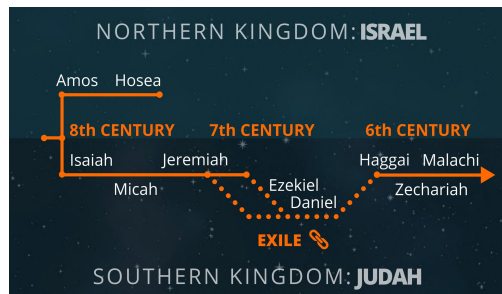 NORTHERN KINGDOM: ISRAEL
Amos Hosea
8th CENTURY 7th CENTURY 6th CENTURY
Isaiah Jeremiah Haggai Malachi
Micah Ezekiel Zechariah
Daniel
EXILE
SOUTHERN KINGDOM: JUDAH